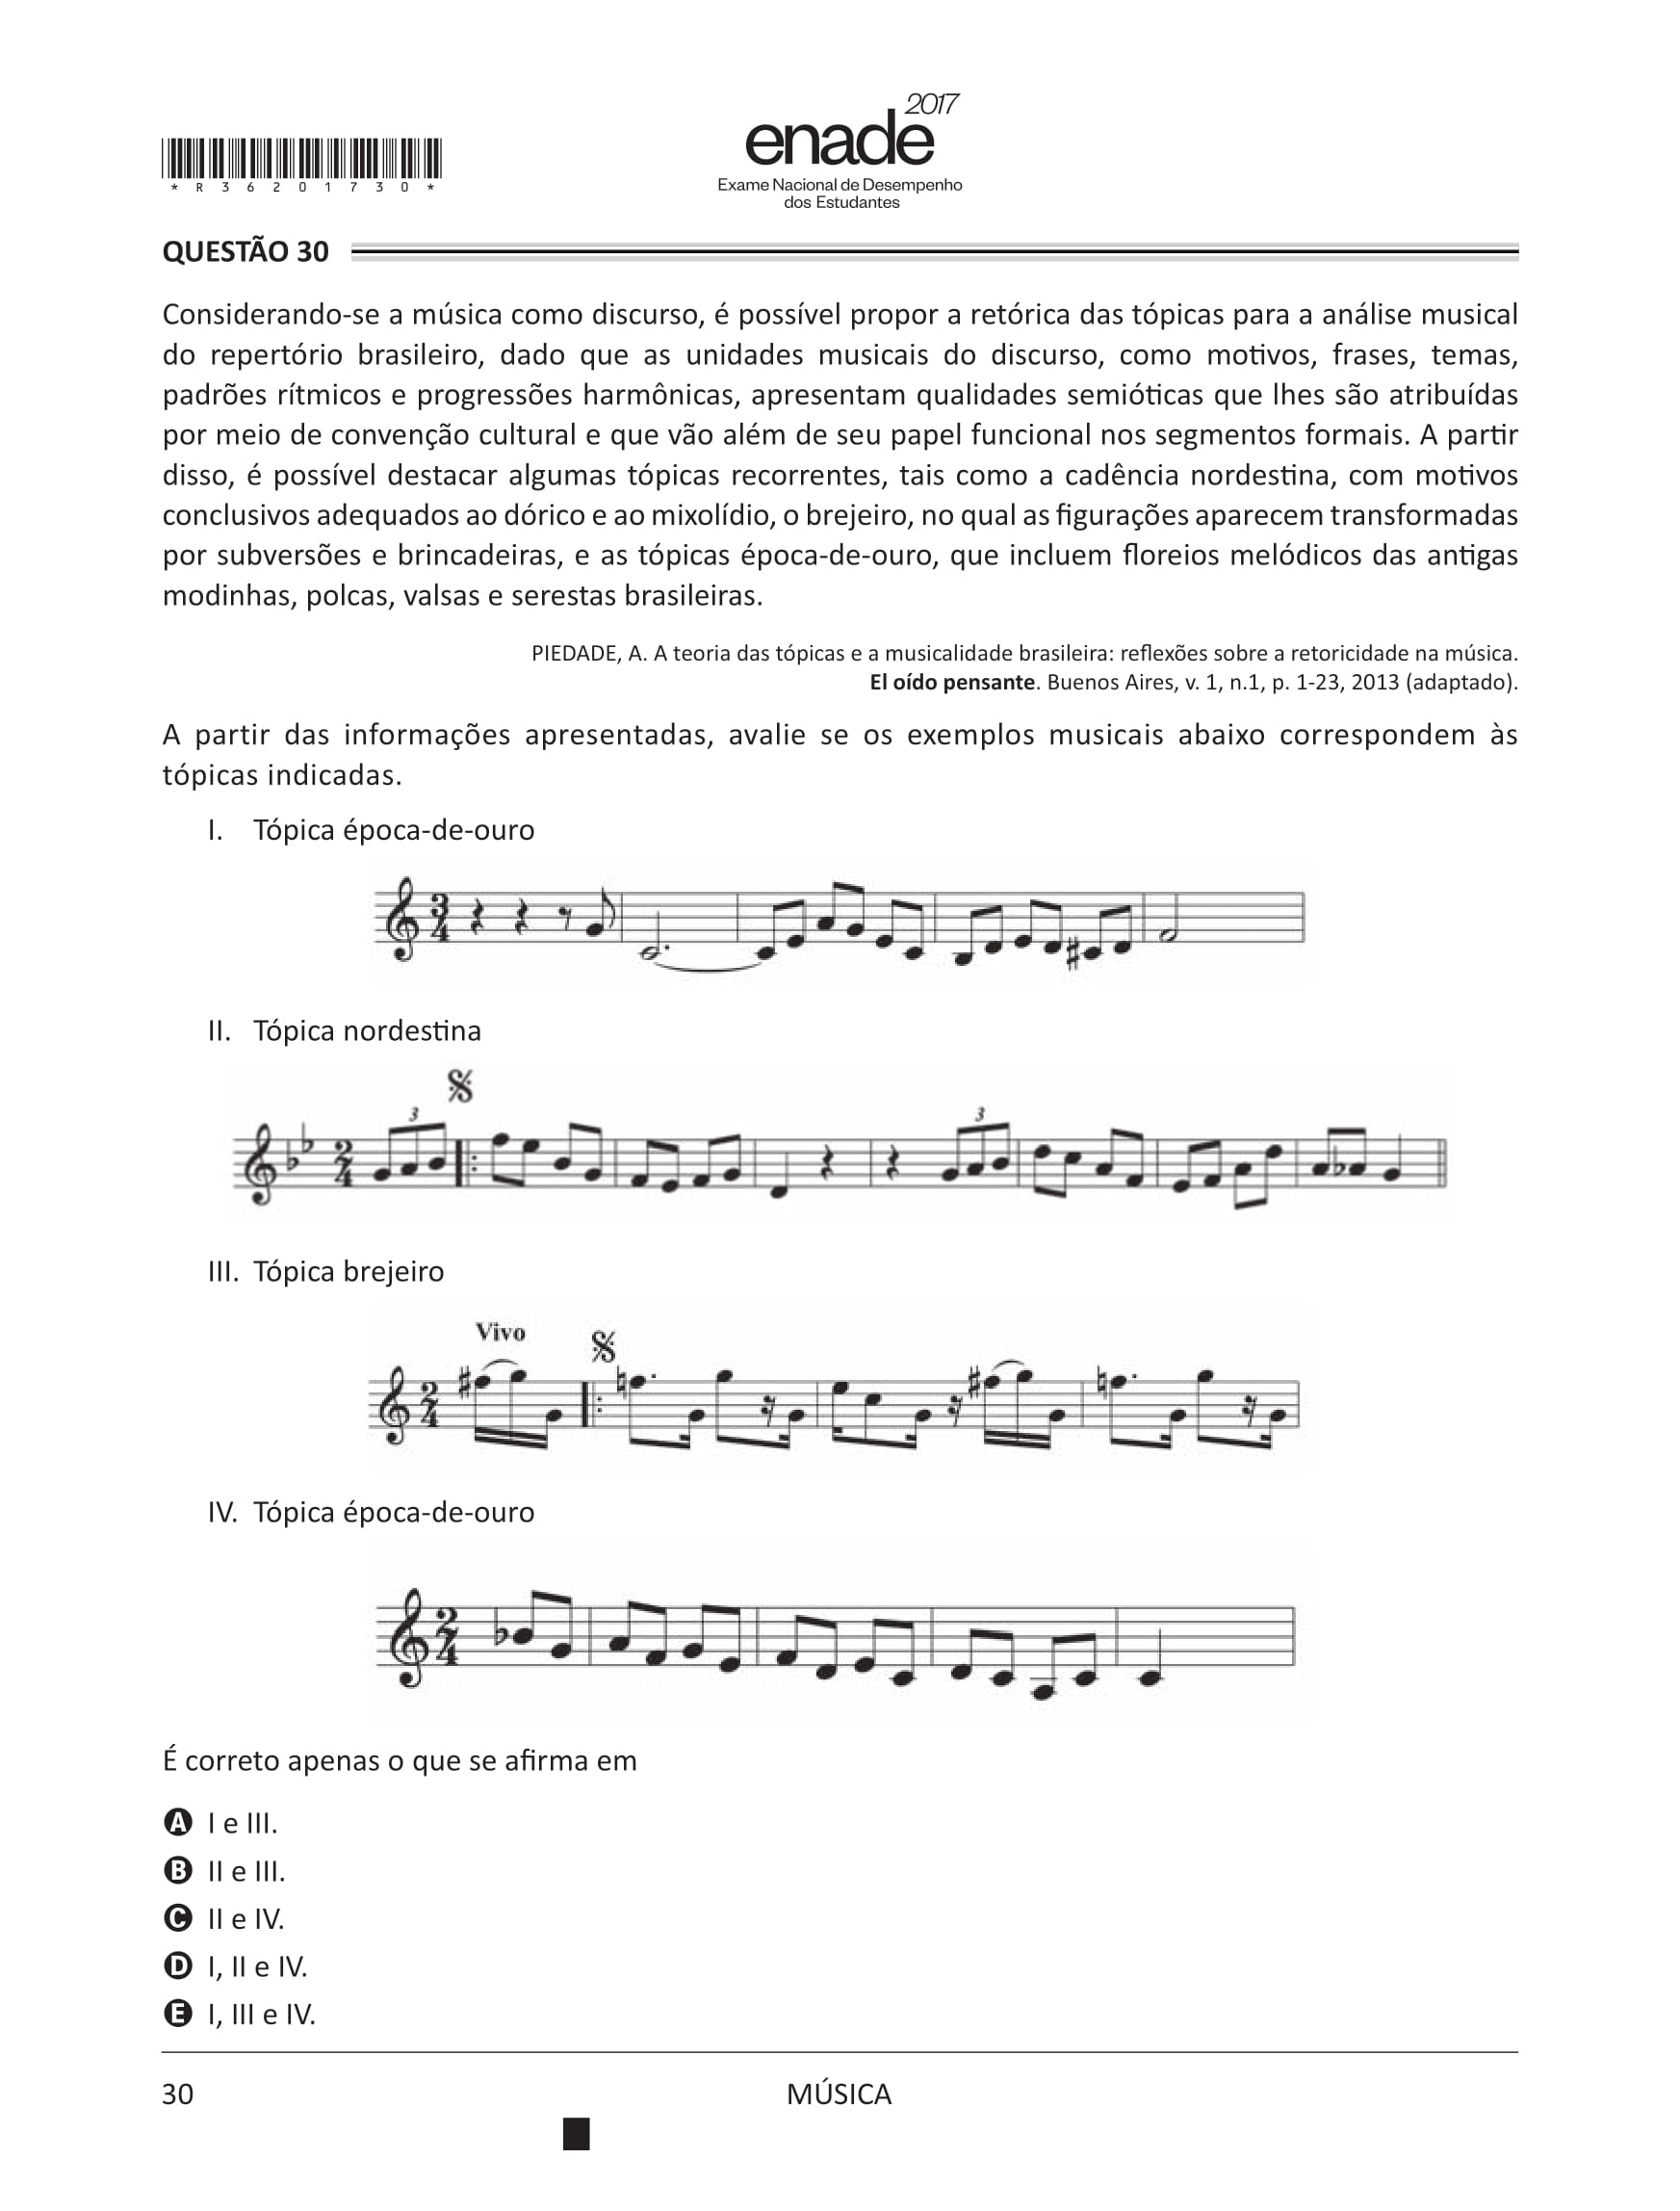 2017
enade
Exame Nacional de Desempenho
dos Estudantes
* R 3 6 2 0 1 7 3 0 *
QUESTÃO 30
Considerando-se a música como discurso, é possível propor a retórica das tópicas para a análise musical
do repertório brasileiro, dado que as unidades musicais do discurso, como motivos, frases, temas,
padrões rítmicos e progressões harmônicas, apresentam qualidades semióticas que lhes são atribuídas
por meio de convenção cultural e que vão além de seu papel funcional nos segmentos formais. A partir
disso, é possível destacar algumas tópicas recorrentes, tais como a cadência nordestina, com motivos
conclusivos adequados ao dórico e ao mixolídio, o brejeiro, no qual as figurações aparecem transformadas
por subversões e brincadeiras, e as tópicas época-de-ouro, que incluem floreios melódicos das antigas
modinhas, polcas, valsas e serestas brasileiras.
PIEDADE, A. A teoria das tópicas e a musicalidade brasileira: reflexões sobre a retoricidade na música.
El oído pensante. Buenos Aires, v. 1, n.1, p. 1-23, 2013 (adaptado).
A partir das informações apresentadas, avalie se os exemplos musicais abaixo correspondem às
tópicas indicadas.
I. Tópica época-de-ouro
3
4
II. Tópica nordestina
3
3
2
4
III. Tópica brejeiro
Vivo
2
4
IV. Tópica época-de-ouro
2
4
É correto apenas o que se afirma em
A I e III.
B II e III.
C II e IV.
D I, II e IV.
E I, III e IV.
30
MÚSICA